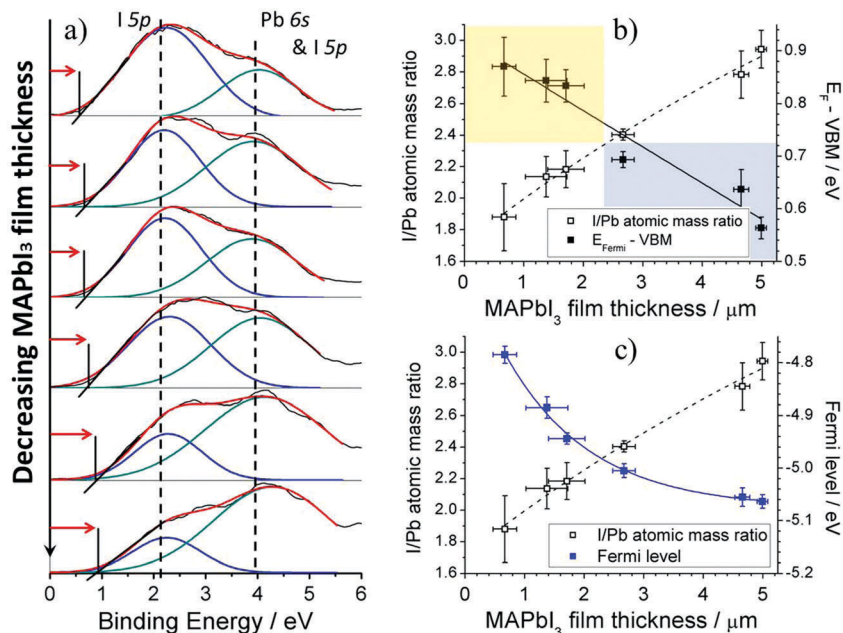 a)
I 5p
Pb 6s
& I 5p
Decreasing MAPbI₃ film thickness
0 1 2 3 4 5 6
Binding Energy / eV
b)
I/Pb atomic mass ratio
3.0
2.8
2.6
2.4
2.2
2.0
1.8
1.6
0.9
0.8
0.7
0.6
0.5
E_F - VBM / eV
I/Pb atomic mass ratio
E_Fermi - VBM
0 1 2 3 4 5
MAPbI₃ film thickness / μm
c)
I/Pb atomic mass ratio
3.0
2.8
2.6
2.4
2.2
2.0
1.8
1.6
-4.8
-4.9
-5.0
-5.1
-5.2
Fermi level / eV
I/Pb atomic mass ratio
Fermi level
0 1 2 3 4 5
MAPbI₃ film thickness / μm